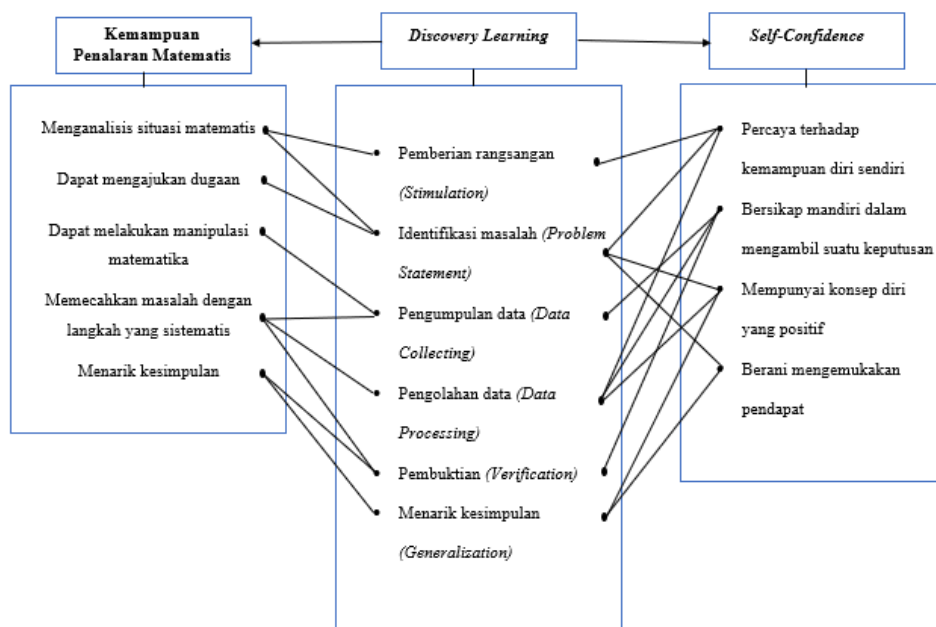 Kemampuan
Penalaran Matematis
Discovery Learning
Self-Confidence
Menganalisis situasi matematis
Dapat mengajukan dugaan
Dapat melakukan manipulasi
matematika
Memecahkan masalah dengan
langkah yang sistematis
Menarik kesimpulan
Pemberian rangsangan
(Stimulation)
Identifikasi masalah (Problem
Statement)
Pengumpulan data (Data
Collecting)
Pengolahan data (Data
Processing)
Pembuktian (Verification)
Menarik kesimpulan
(Generalization)
Percaya terhadap
kemampuan diri sendiri
Bersikap mandiri dalam
mengambil suatu keputusan
Mempunyai konsep diri
yang positif
Berani mengemukakan
pendapat